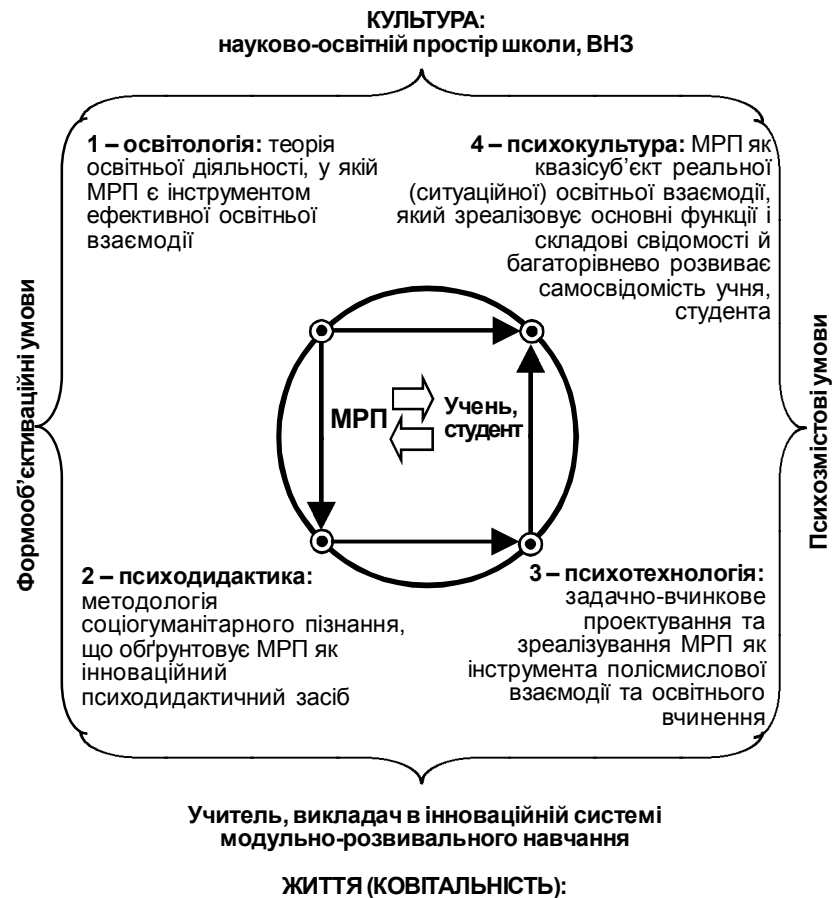 КУЛЬТУРА:
науково-освітній простір школи, ВНЗ
1 – освітологія: теорія
освітньої діяльності, у якій
МРП є інструментом
ефективної освітньої
взаємодії
4 – психокультура: МРП як
квазісуб’єкт реальної
(ситуаційної) освітньої взаємодії,
який зреалізовує основні функції і
складові свідомості й
багаторівнево розвиває
самосвідомість учня,
студента
Формооб’єктиваційні умови
Психозмістові умови
МРП
Учень,
студент
2 – психодидактика:
методологія
соціогуманітарного пізнання,
що обґрунтовує МРП як
інноваційний
психодидактичний засіб
3 – психотехнологія:
задачно-вчинкове
проектування та
зреалізування МРП як
інструмента полісмислової
взаємодії та освітнього
вчинення
Учитель, викладач в інноваційній системі
модульно-розвивального навчання
ЖИТТЯ (КОВІТАЛЬНІСТЬ):